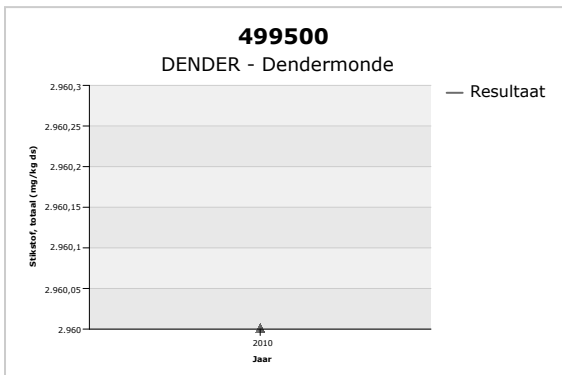 499500
DENDER - Dendermonde
Resultaat
Stikstof, totaal (mg/kg ds)
2.960,3
2.960,25
2.960,2
2.960,15
2.960,1
2.960,05
2.960
2010
Jaar